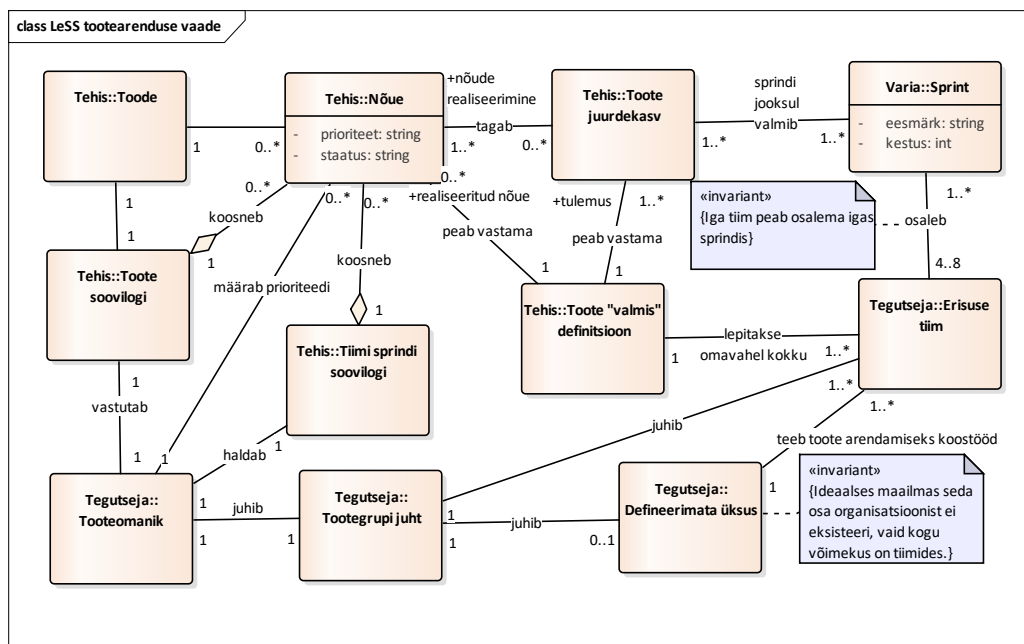 class LeSS tootearenduse vaade
Tehis::Toode
Tehis::Nõue
- prioriteet: string
- staatus: string
+nõude
realiseerimine
tagab
1..*
0..*
Tehis::Toote
juurdekasv
sprindi
jooksul
valmib
1..*
1..*
Varia::Sprint
- eesmärk: string
- kestus: int
1
0..*
0..*
koosneb
1
1
1
0..*
0..*
0..*
+realiseeritud nõue
peab vastama
1
+tulemus
1..*
peab vastama
1
«invariant»
{Iga tiim peab osalema igas
sprindis}
1..*
osaleb
4..8
Tehis::Toote
soovilogi
määrab prioriteedi
koosneb
1
Tehis::Toote "valmis"
definitsioon
Tegutseja::Erisuse
tiim
Tehis::Tiimi sprindi
soovilogi
lepitakse
omavahel kokku
1
1..*
1
vastutab
1
1
haldab
1
1
juhib
1..*
1..*
teeb toote arendamiseks koostööd
1
Tegutseja::
Tooteomanik
juhib
1
1
Tegutseja::
Tootegrupi juht
1
1
juhib
0..1
Tegutseja::
Defineerimata üksus
«invariant»
{Ideaalses maailmas seda
osa organisatsioonist ei
eksisteeri, vaid kogu
võimekus on tiimides.}